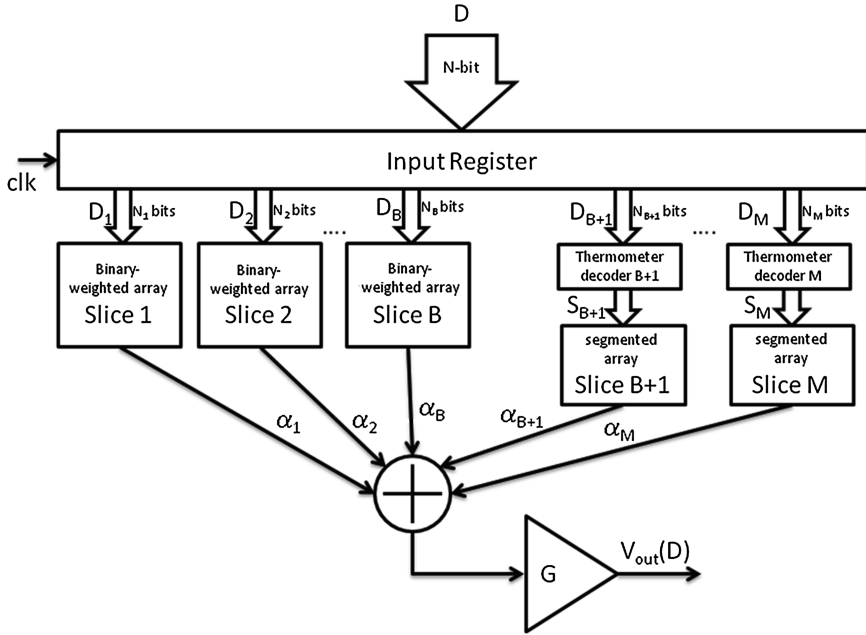 D
N-bit
Input Register
clk
D1 N1 bits
D2 N2 bits
....
DB NB bits
DB+1 NB+1 bits
....
DM NM bits
Binary-
weighted array
Slice 1
Binary-
weighted array
Slice 2
Binary-
weighted array
Slice B
Thermometer
decoder B+1
Thermometer
decoder M
SB+1
SM
segmented
array
Slice B+1
segmented
array
Slice M
α1
α2
αB
αB+1
αM
G
Vout(D)